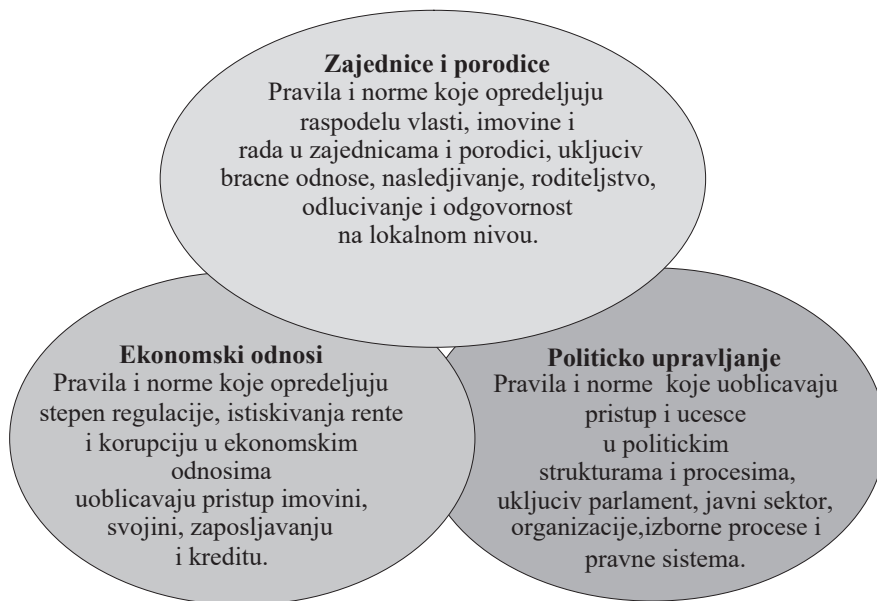 Zajednice i porodice
Pravila i norme koje opredeljuju
raspodelu vlasti, imovine i
rada u zajednicama i porodici, ukljuciv
bracne odnose, nasledjivanje, roditeljstvo,
odlucivanje i odgovornost
na lokalnom nivou.
Ekonomski odnosi
Pravila i norme koje opredeljuju
stepen regulacije, istiskivanja rente
i korupciju u ekonomskim
odnosima
uoblicavaju pristup imovini,
svojini, zaposljavanju
i kreditu.
Politicko upravljanje
Pravila i norme koje uoblicavaju
pristup i ucesce
u politickim
strukturama i procesima,
ukljuciv parlament, javni sektor,
organizacije,izborne procese i
pravne sistema.